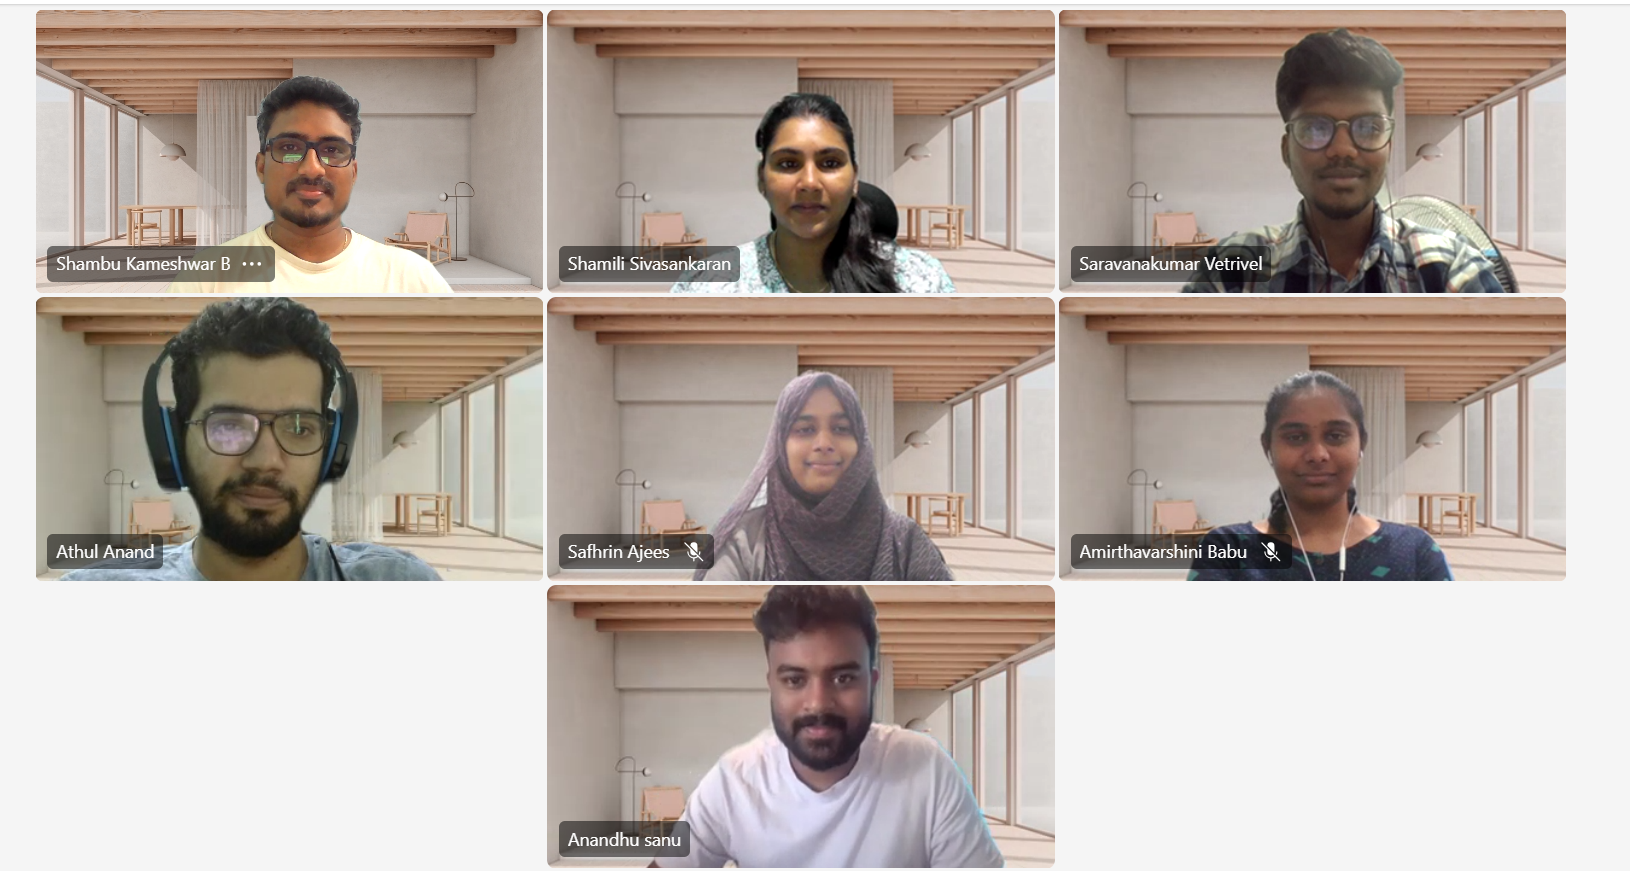 Shambu Kameshwar B ...
Shamili Sivasankaran
Saravanakumar Vetrivel
Athul Anand
Safhrin Ajees
Amirthavarshini Babu
Anandhu sanu